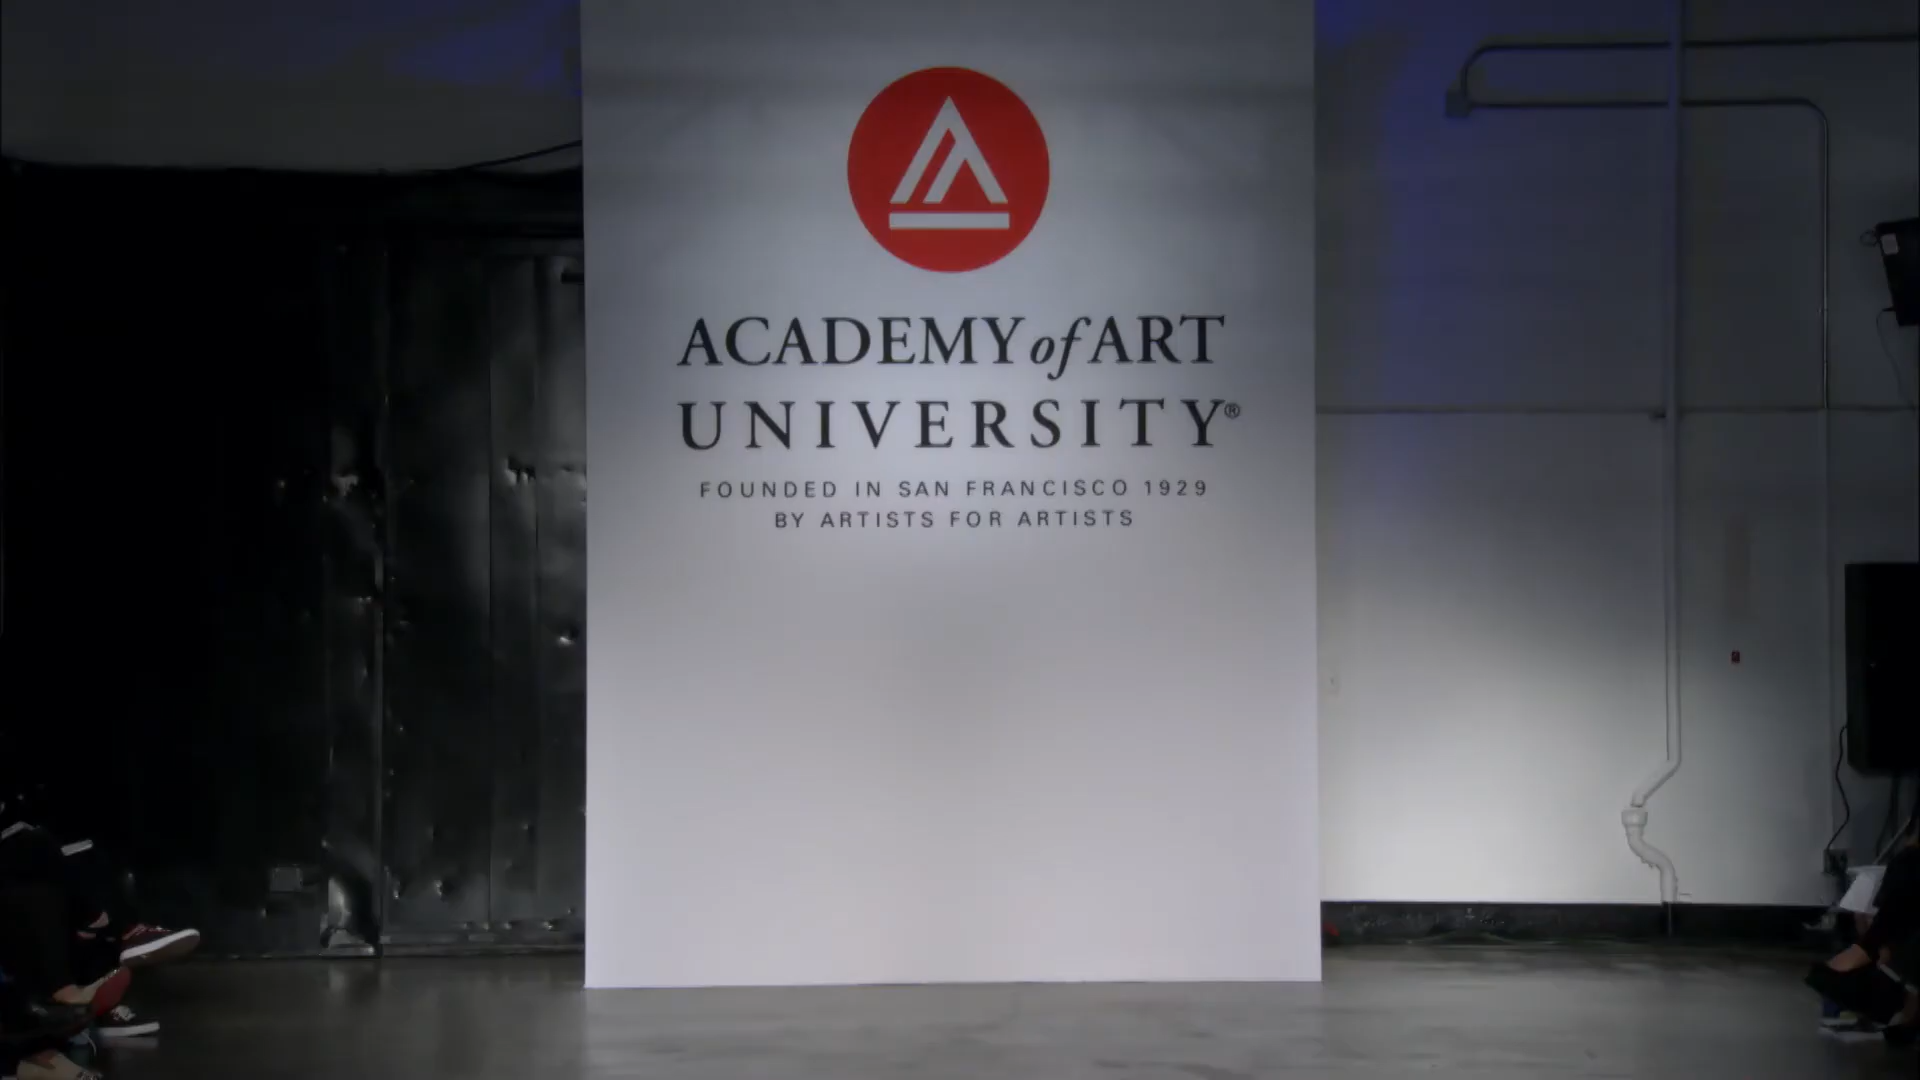 ACADEMY of ART
UNIVERSITY®
FOUNDED IN SAN FRANCISCO 1929
BY ARTISTS FOR ARTISTS